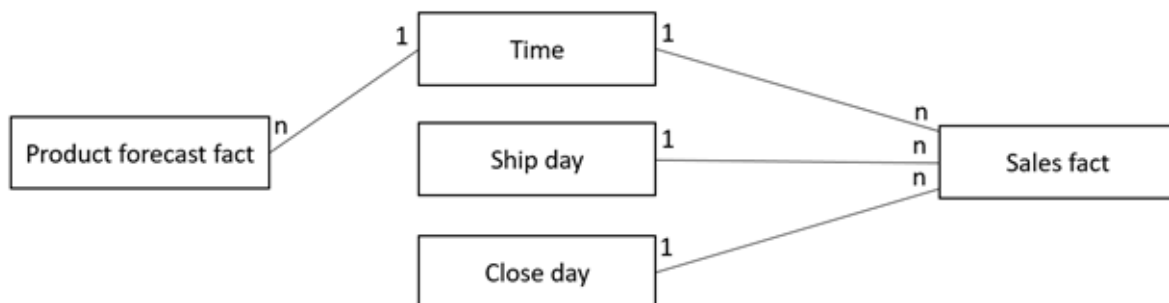 1 Time 1
n Product forecast fact
n
1 Ship day n Sales fact
n
Close day 1